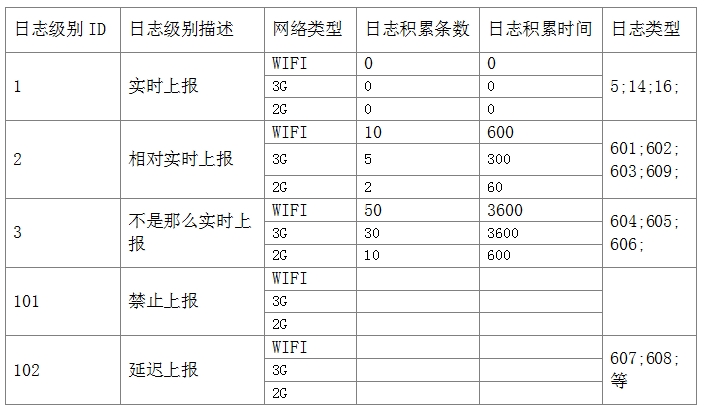 日志级别 ID 日志级别描述 网络类型 日志积累条数 日志积累时间 日志类型
1 实时上报 WIFI 0 0 5;14;16;
3G 0 0
2G 0 0
2 相对实时上报 WIFI 10 600 601;602;
603;609;
3G 5 300
2G 2 60
3 不是那么实时上
报 WIFI 50 3600 604;605;
606;
3G 30 3600
2G 10 600
101 禁止上报 WIFI
3G
2G
102 延迟上报 WIFI 607;608;
等
3G
2G